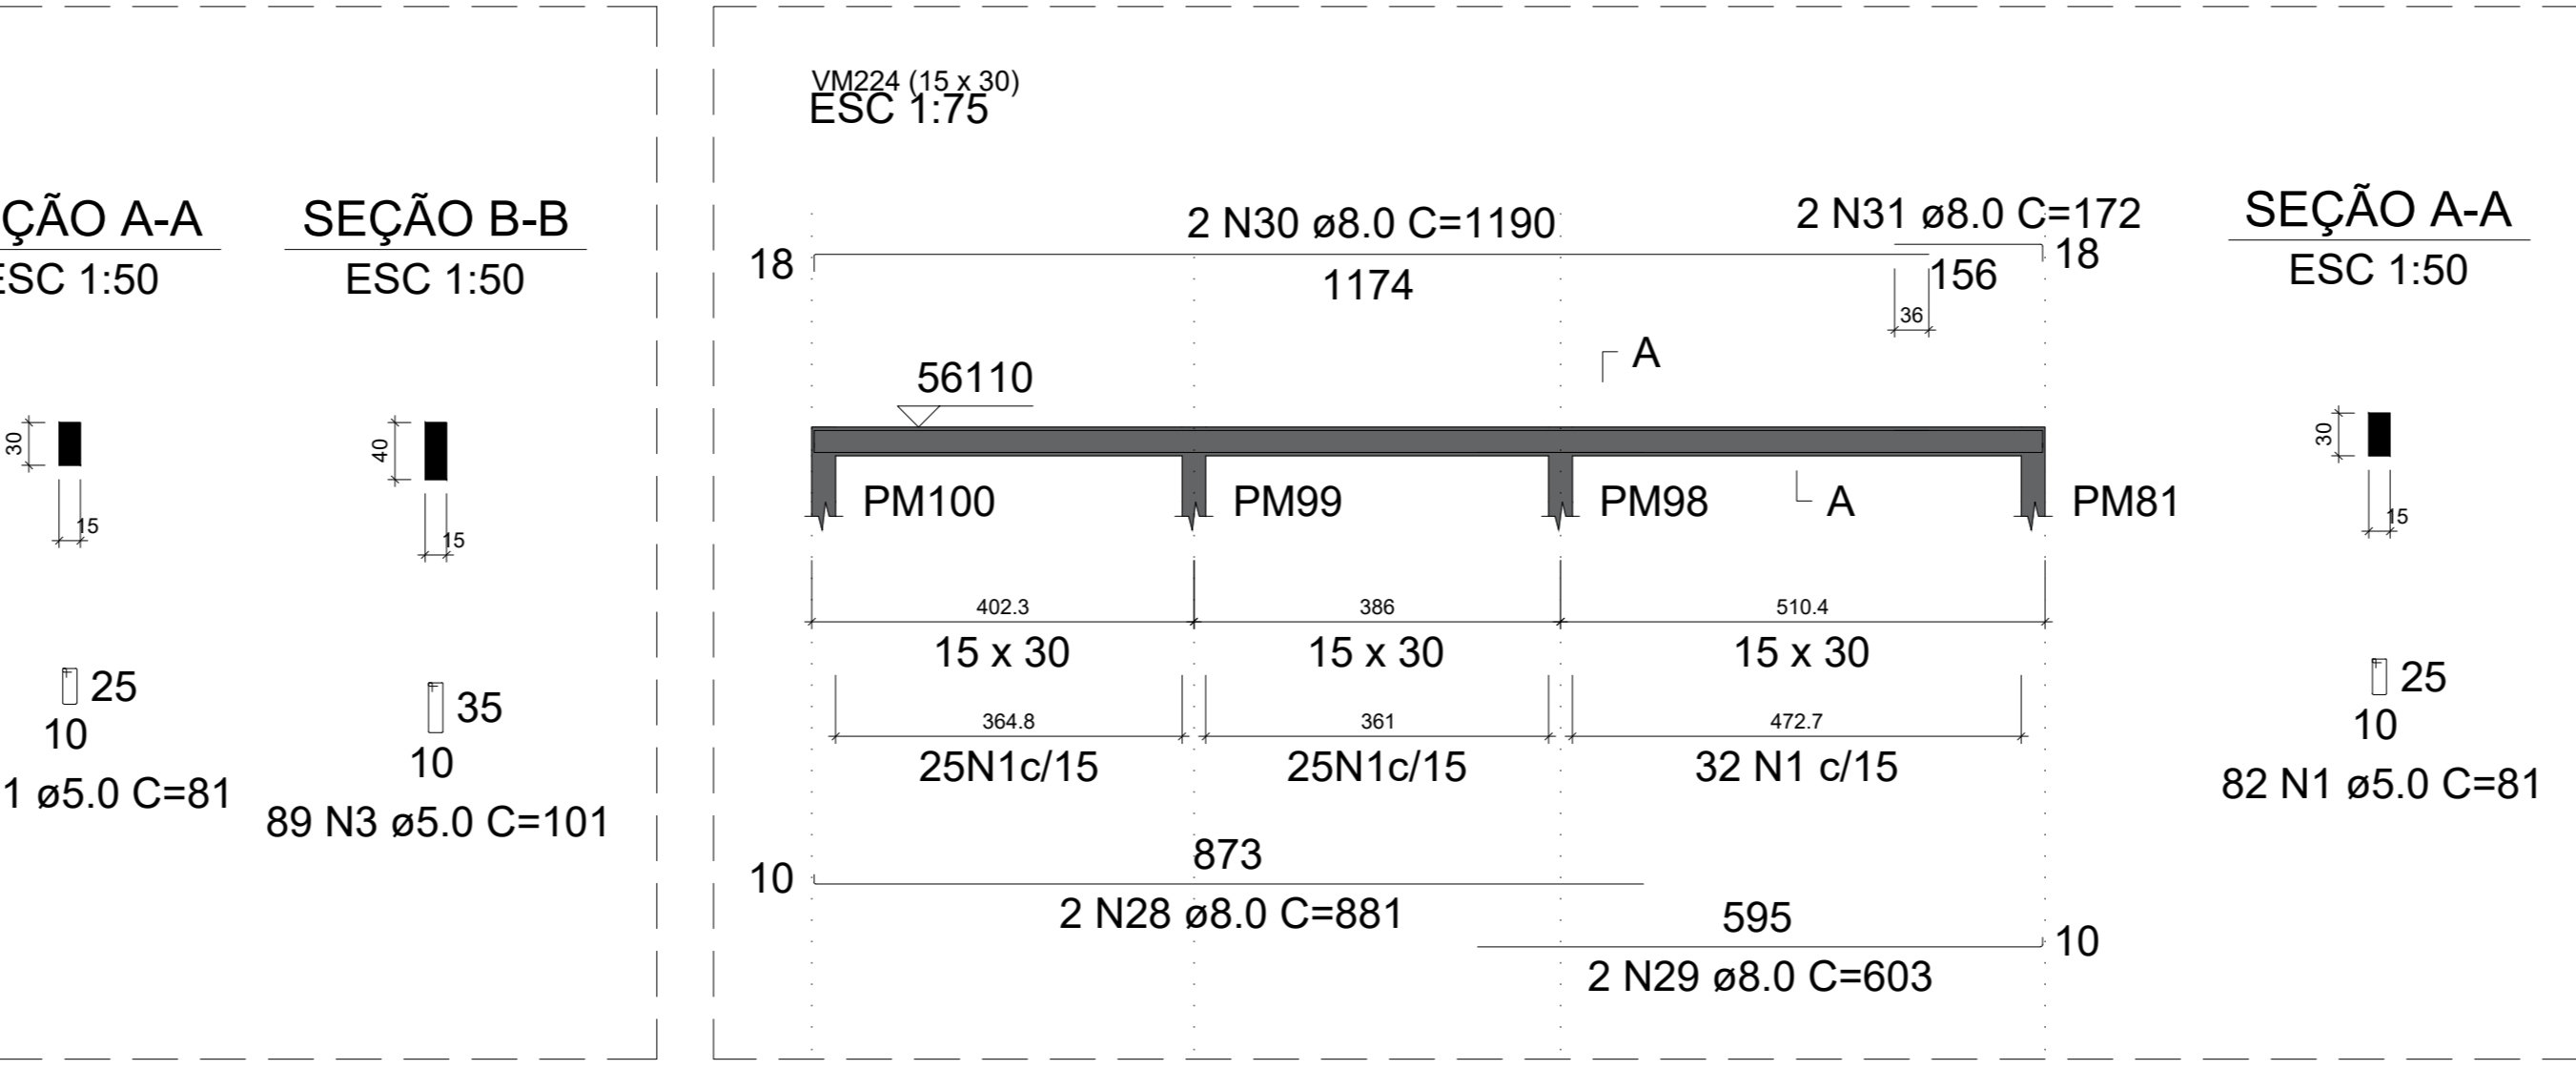 ÇÃO A-A
ESC 1:50
30
15
25
10
1 ø5.0 C=81
SEÇÃO B-B
ESC 1:50
40
15
35
10
89 N3 ø5.0 C=101
VM224 (15 x 30)
ESC 1:75
2 N30 ø8.0 C=1190
18
1174
2 N31 ø8.0 C=172
18
156
36
A
56110
PM100
PM99
PM98
A
PM81
402.3
386
510.4
15 x 30
15 x 30
15 x 30
364.8
361
472.7
25N1c/15
25N1c/15
32 N1 c/15
873
10
2 N28 ø8.0 C=881
595
10
2 N29 ø8.0 C=603
SEÇÃO A-A
ESC 1:50
30
15
25
10
82 N1 ø5.0 C=81